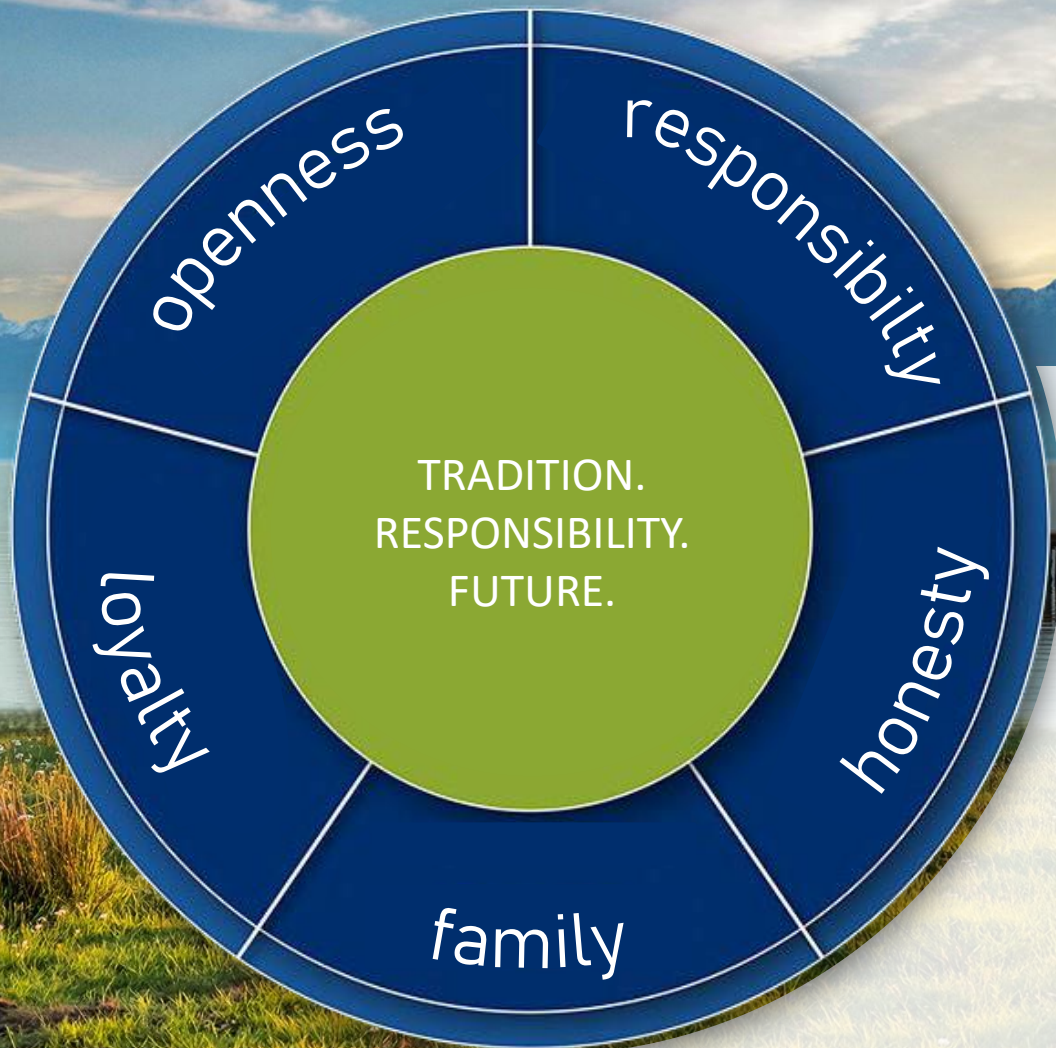 openness
responsibilty
TRADITION.
RESPONSIBILITY.
FUTURE.
loyalty
honesty
family